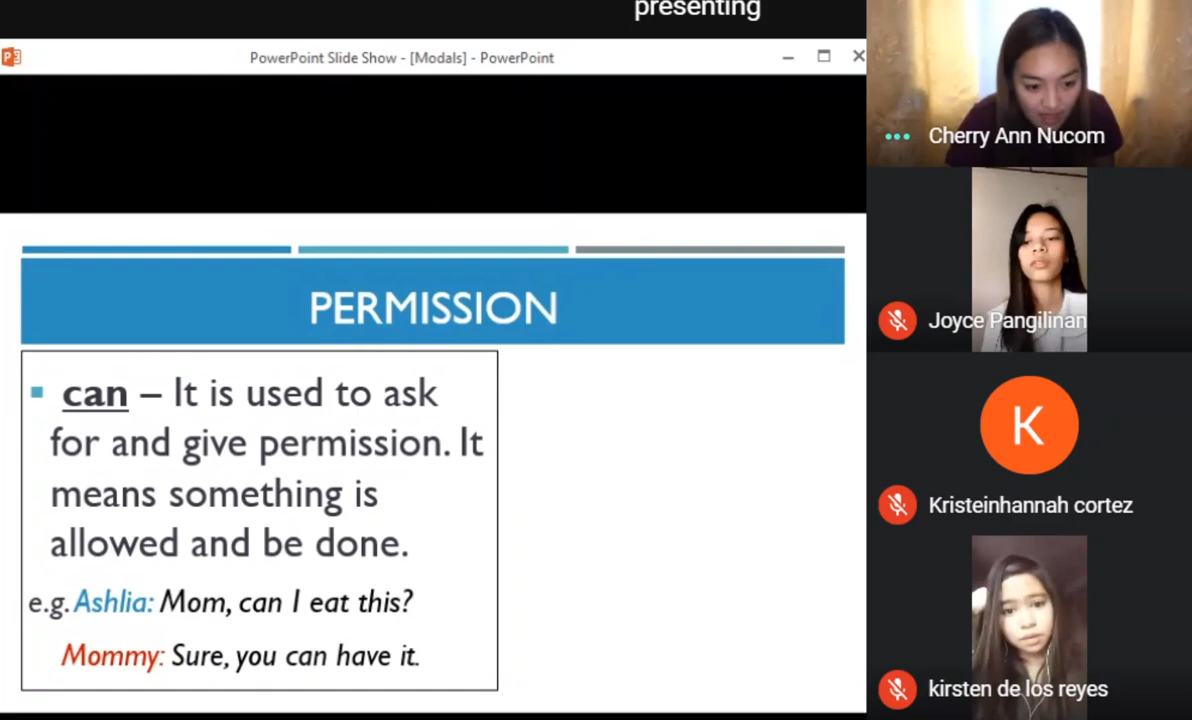 presenting
PowerPoint Slide Show - [Modals] - PowerPoint
PERMISSION
can – It is used to ask
for and give permission. It
means something is
allowed and be done.
e.g. Ashlia: Mom, can I eat this?
Mommy: Sure, you can have it.
Cherry Ann Nucom
Joyce Pangilinan
K
Kristeinhannah cortez
kirsten de los reyes